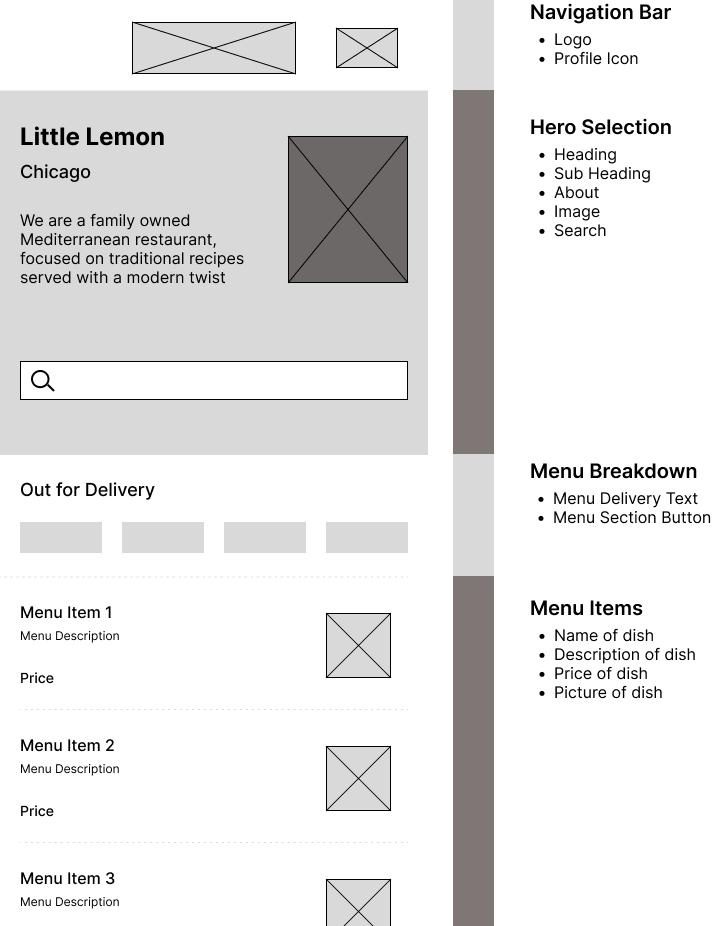 Little Lemon
Chicago
We are a family owned
Mediterranean restaurant,
focused on traditional recipes
served with a modern twist
Out for Delivery
Menu Item 1
Menu Description
Price
Menu Item 2
Menu Description
Price
Menu Item 3
Menu Description
Navigation Bar
• Logo
• Profile Icon
Hero Selection
• Heading
• Sub Heading
• About
• Image
• Search
Menu Breakdown
• Menu Delivery Text
• Menu Section Button
Menu Items
• Name of dish
• Description of dish
• Price of dish
• Picture of dish